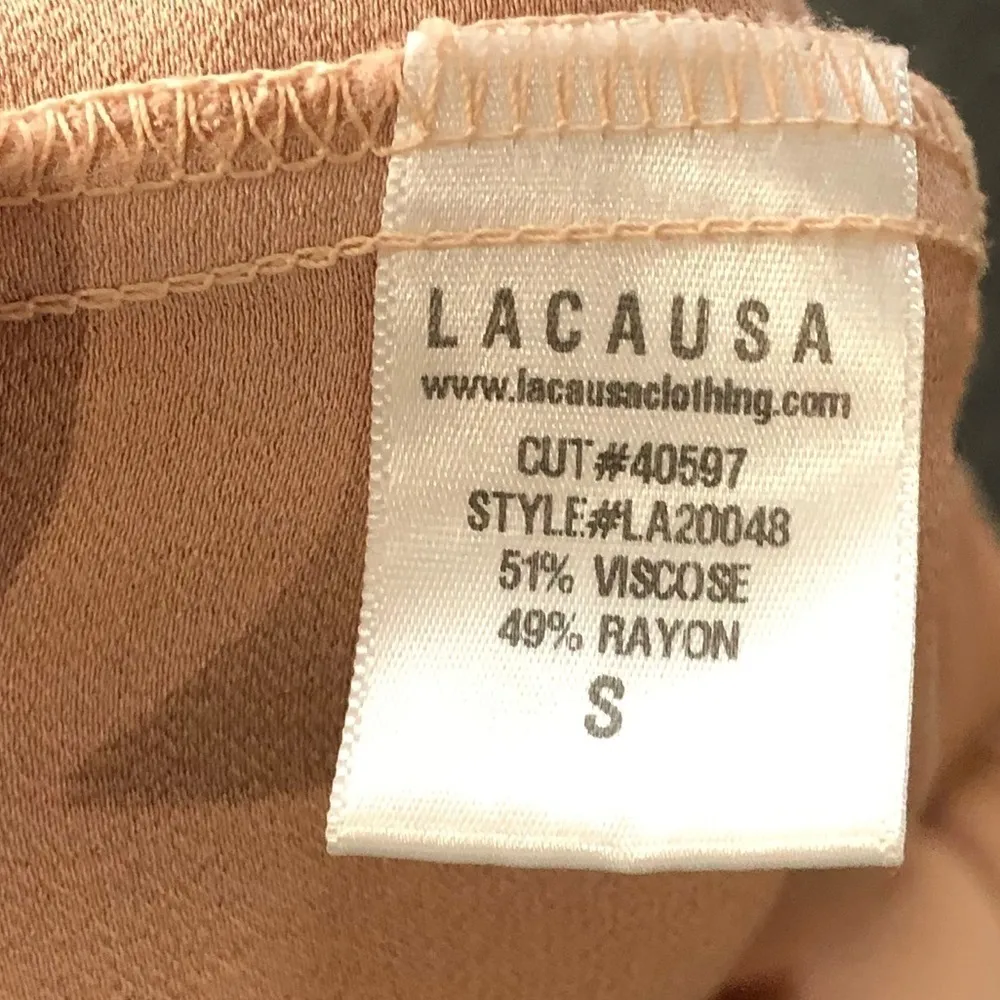 LACAUSA
www.lacausaclothing.com
CUT#40597
STYLE#LA20048
51% VISCOSE
49% RAYON
S